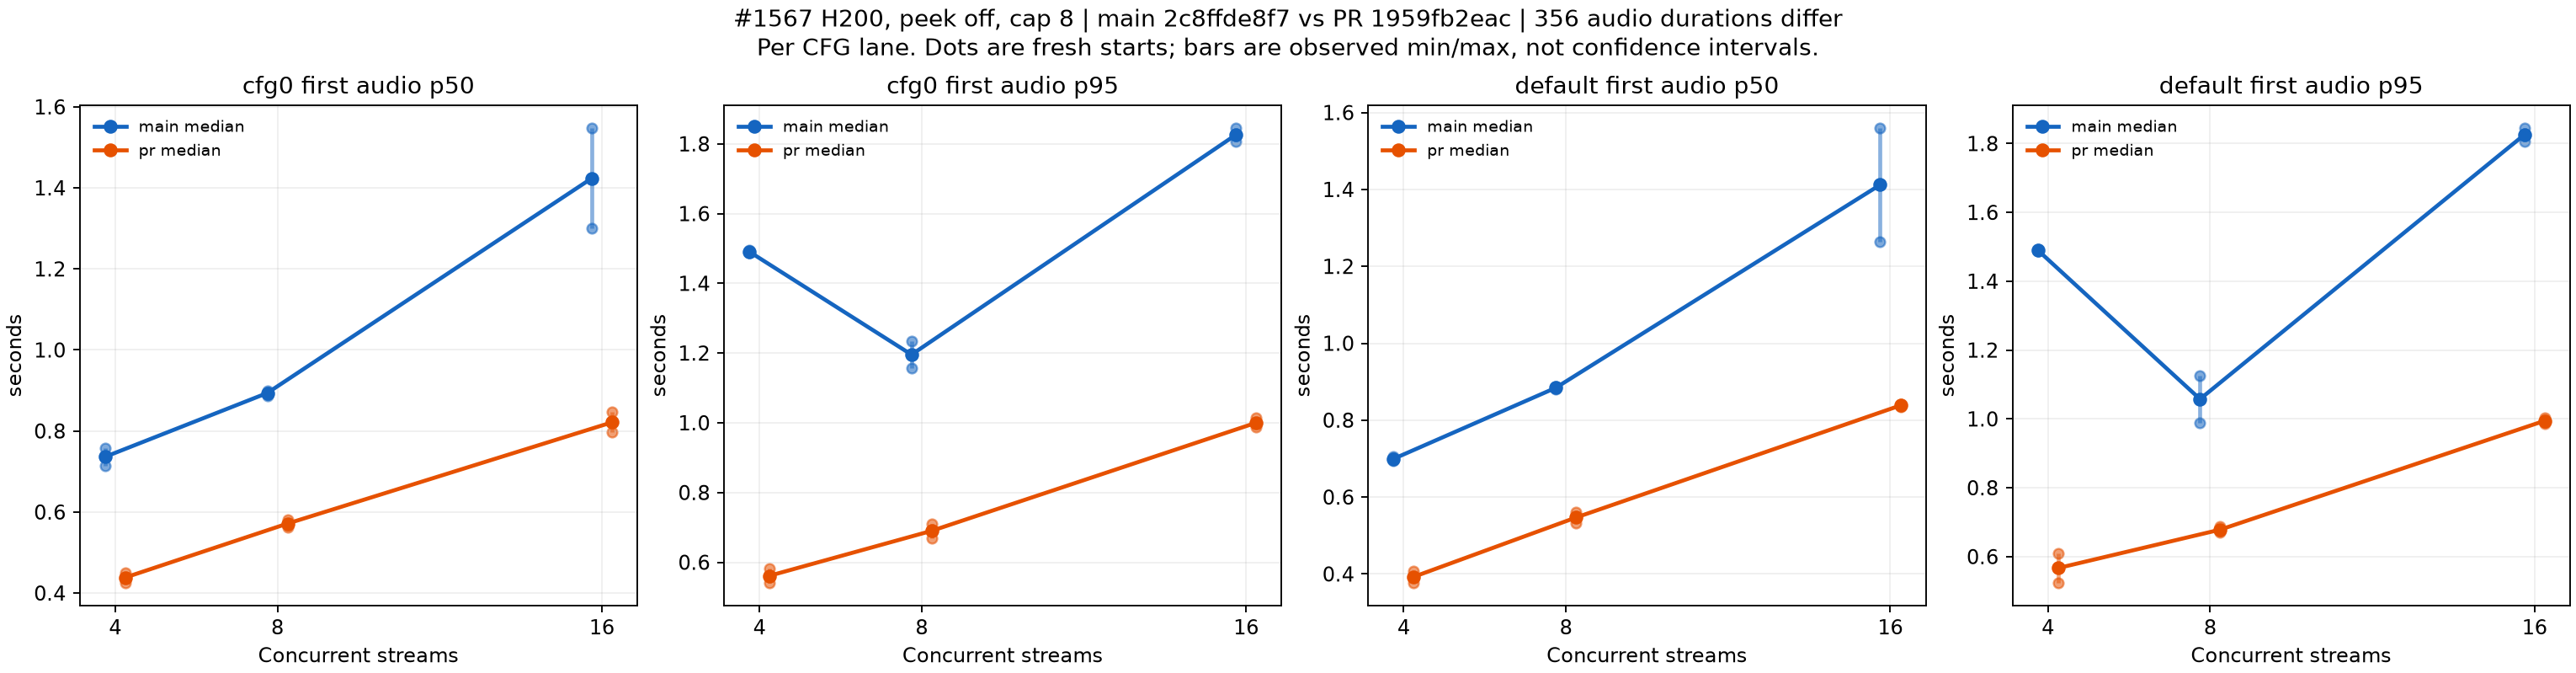 #1567 H200, peek off, cap 8 | main 2c8ffde8f7 vs PR 1959fb2eac | 356 audio durations differ
Per CFG lane. Dots are fresh starts; bars are observed min/max, not confidence intervals.
cfg0 first audio p50
main median
pr median
1.6
1.4
1.2
1.0
0.8
0.6
0.4
seconds
4
8
16
Concurrent streams
cfg0 first audio p95
main median
pr median
1.8
1.6
1.4
1.2
1.0
0.8
0.6
seconds
4
8
16
Concurrent streams
default first audio p50
main median
pr median
1.6
1.4
1.2
1.0
0.8
0.6
0.4
seconds
4
8
16
Concurrent streams
default first audio p95
main median
pr median
1.8
1.6
1.4
1.2
1.0
0.8
0.6
seconds
4
8
16
Concurrent streams